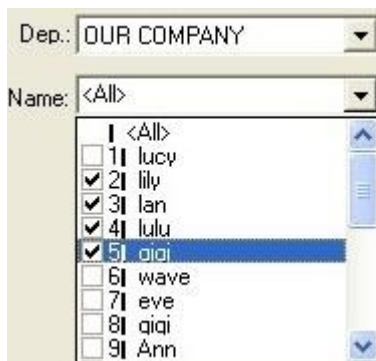 Dep.: OUR COMPANY
Name: <All>
| <All>
1| lucy
2| lily
3| lan
4| lulu
5| qiqi
6| wave
7| eve
8| qiqi
9| Ann